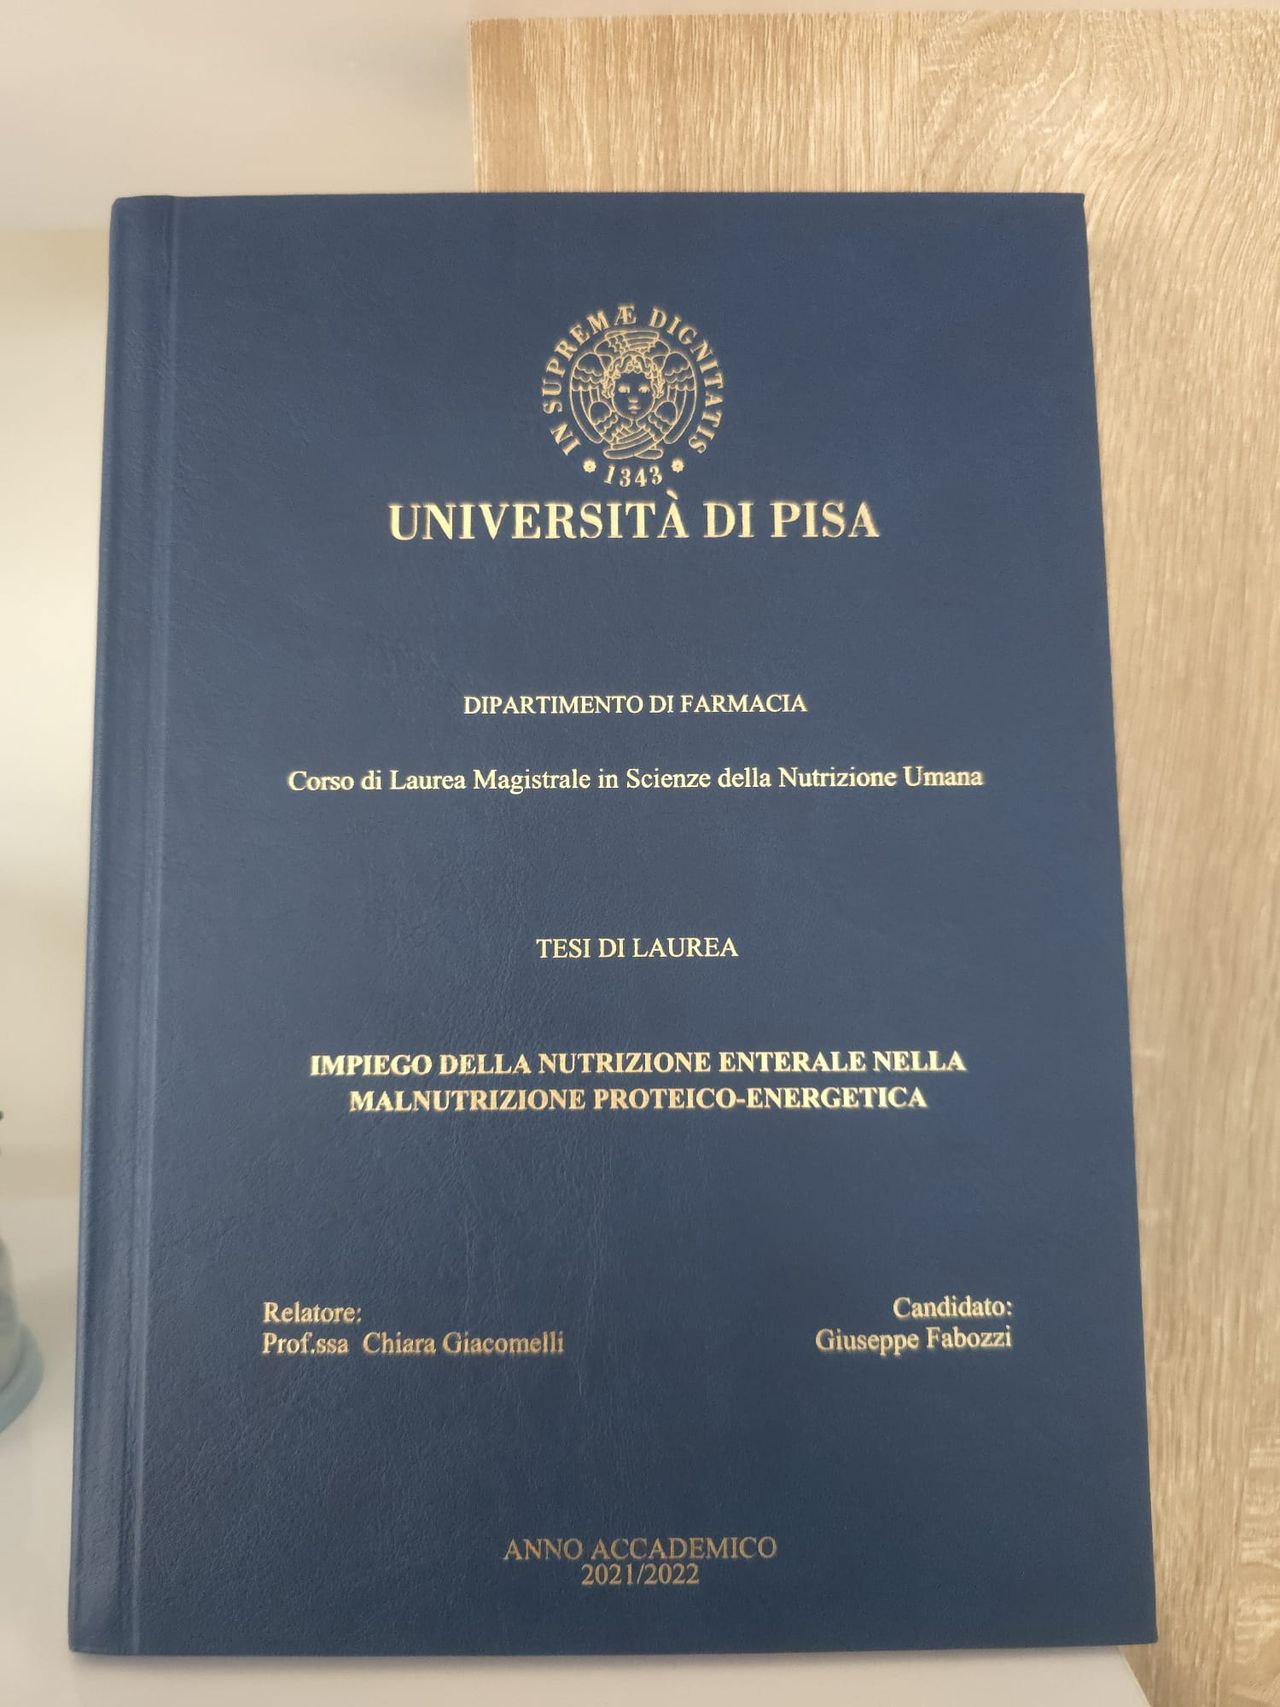 IN SUPREMÆ DIGNITATIS
1343
UNIVERSITÀ DI PISA
DIPARTIMENTO DI FARMACIA
Corso di Laurea Magistrale in Scienze della Nutrizione Umana
TESI DI LAUREA
IMPIEGO DELLA NUTRIZIONE ENTERALE NELLA
MALNUTRIZIONE PROTEICO-ENERGETICA
Relatore:
Prof.ssa Chiara Giacomelli
Candidato:
Giuseppe Fabozzi
ANNO ACCADEMICO
2021/2022